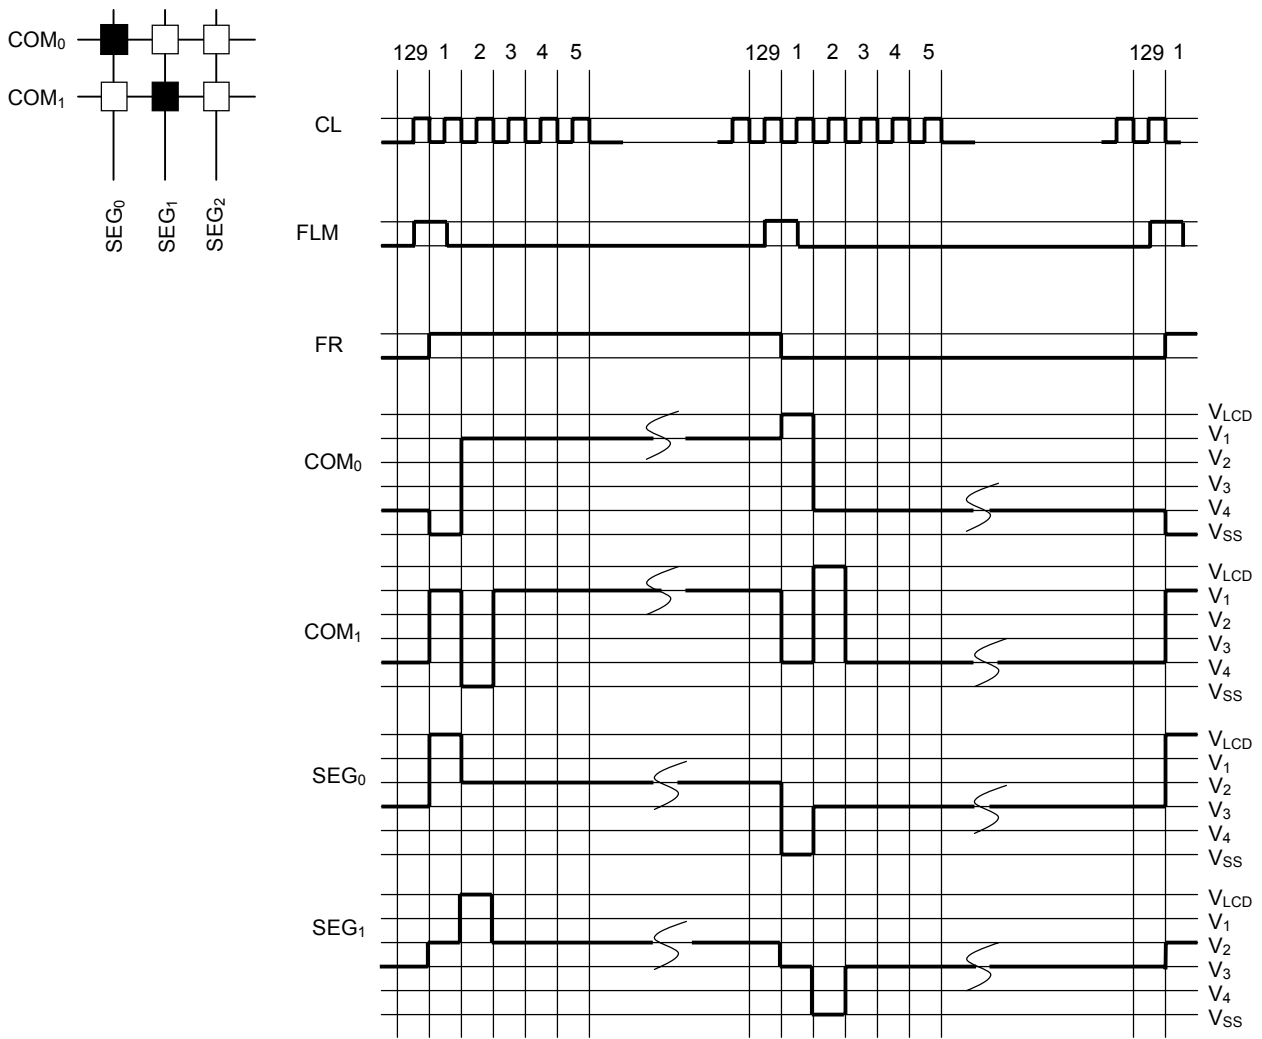 COM0
COM1
SEG0
SEG1
SEG2
129 1 2 3 4 5 129 1 2 3 4 5 129 1
CL
FLM
FR
COM0
VLCD
V1
V2
V3
V4
VSS
COM1
VLCD
V1
V2
V3
V4
VSS
SEG0
VLCD
V1
V2
V3
V4
VSS
SEG1
VLCD
V1
V2
V3
V4
VSS